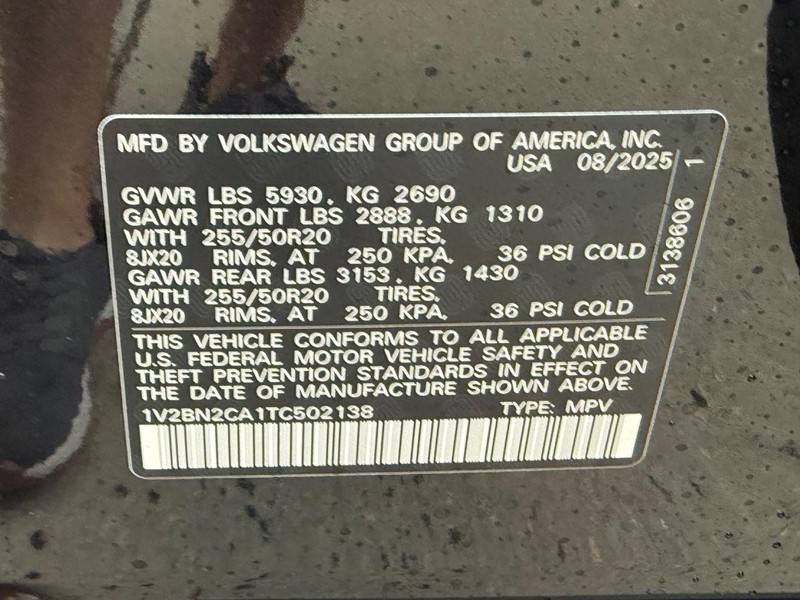 MFD BY VOLKSWAGEN GROUP OF AMERICA, INC.
USA 08/2025
GVWR LBS 5930. KG 2690
GAWR FRONT LBS 2888. KG 1310
WITH 255/50R20 TIRES.
8JX20 RIMS. AT 250 KPA. 36 PSI COLD
GAWR REAR LBS 3153. KG 1430
WITH 255/50R20 TIRES.
8JX20 RIMS. AT 250 KPA. 36 PSI COLD
3138606 1
THIS VEHICLE CONFORMS TO ALL APPLICABLE
U.S. FEDERAL MOTOR VEHICLE SAFETY AND
THEFT PREVENTION STANDARDS IN EFFECT ON
THE DATE OF MANUFACTURE SHOWN ABOVE.
1V2BN2CA1TC502138 TYPE: MPV